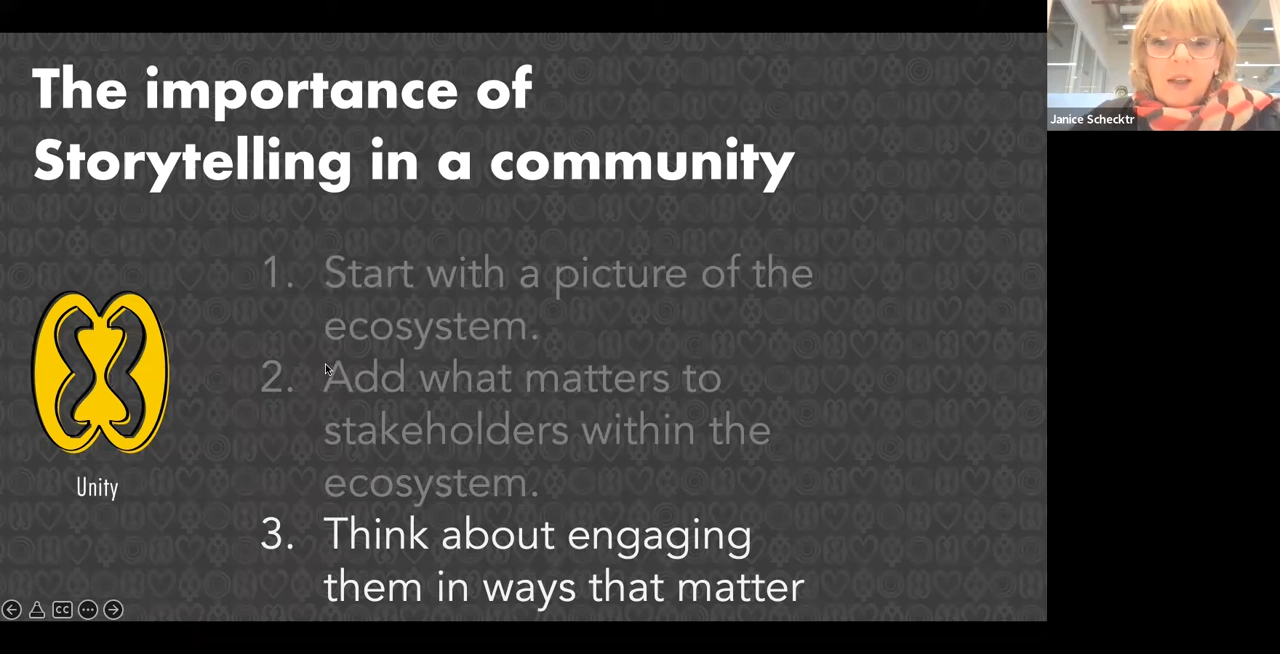 The importance of
Storytelling in a community
Janice Schecktr
1. Start with a picture of the
ecosystem.
2. Add what matters to
stakeholders within the
ecosystem.
3. Think about engaging
them in ways that matter
Unity
CC